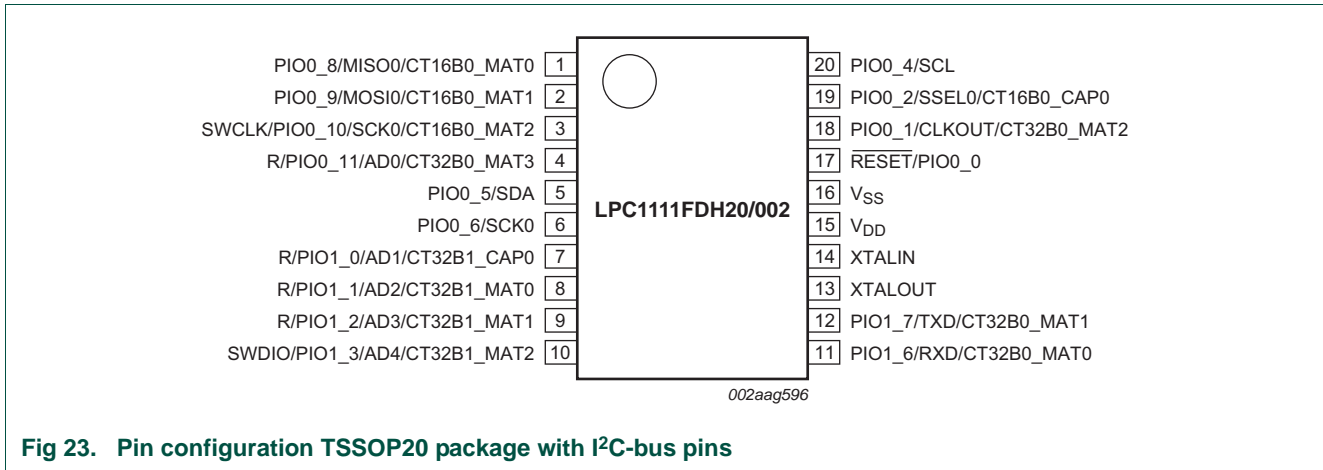 PIO0_8/MISO0/CT16B0_MAT0 1
PIO0_9/MOSI0/CT16B0_MAT1 2
SWCLK/PIO0_10/SCK0/CT16B0_MAT2 3
R/PIO0_11/AD0/CT32B0_MAT3 4
PIO0_5/SDA 5
PIO0_6/SCK0 6
R/PIO1_0/AD1/CT32B1_CAP0 7
R/PIO1_1/AD2/CT32B1_MAT0 8
R/PIO1_2/AD3/CT32B1_MAT1 9
SWDIO/PIO1_3/AD4/CT32B1_MAT2 10
LPC1111FDH20/002
20 PIO0_4/SCL
19 PIO0_2/SSEL0/CT16B0_CAP0
18 PIO0_1/CLKOUT/CT32B0_MAT2
17 R̅E̅S̅E̅T̅/PIO0_0
16 VSS
15 VDD
14 XTALIN
13 XTALOUT
12 PIO1_7/TXD/CT32B0_MAT1
11 PIO1_6/RXD/CT32B0_MAT0
002aag596
Fig 23. Pin configuration TSSOP20 package with I²C-bus pins